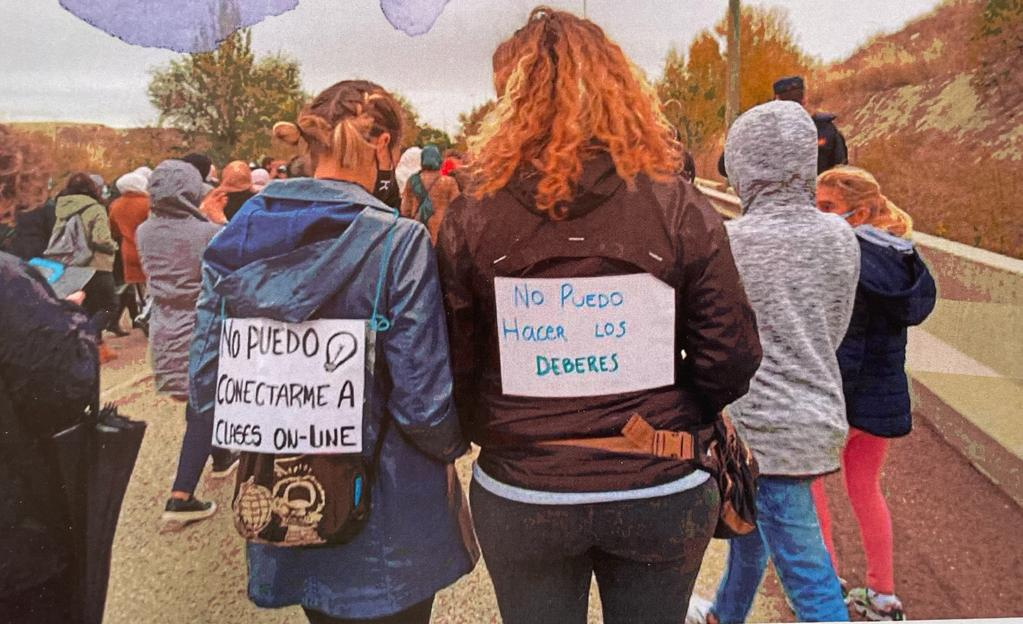 NO PUEDO
CONECTARME A
CLASES ON-LINE
No PUEDO
HACER LOS
DEBERES